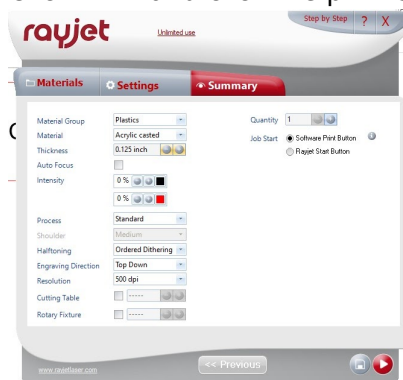 rayjet
Unlimited use
Step by Step ? X
Materials Settings Summary
Material Group Plastics Quantity 1
Material Acrylic casted Job Start Software Print Button
Thickness 0.125 inch Rayjet Start Button
Auto Focus
Intensity 0 %
0 %
Process Standard
Shoulder Medium
Halftoning Ordered Dithering
Engraving Direction Top Down
Resolution 500 dpi
Cutting Table -----
Rotary Fixture -----
www.rayjetlaser.com << Previous